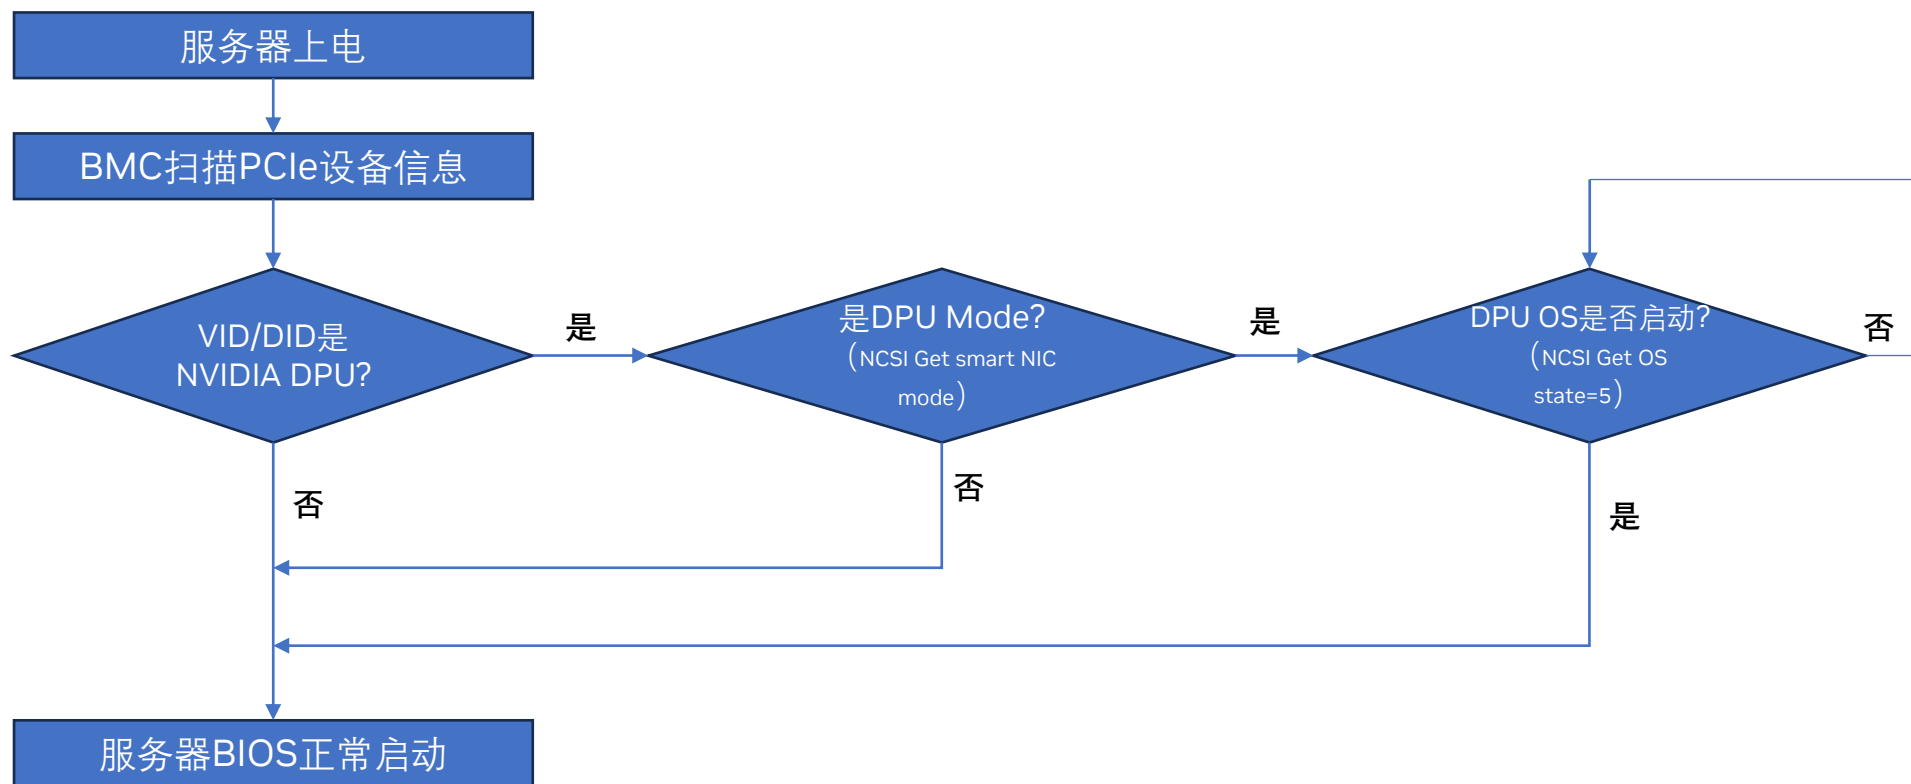 服务器上电
BMC扫描PCIe设备信息
VID/DID是
NVIDIA DPU?
是
是DPU Mode?
（NCSI Get smart NIC
mode）
是
DPU OS是否启动?
（NCSI Get OS
state=5）
否
否
否
是
服务器BIOS正常启动